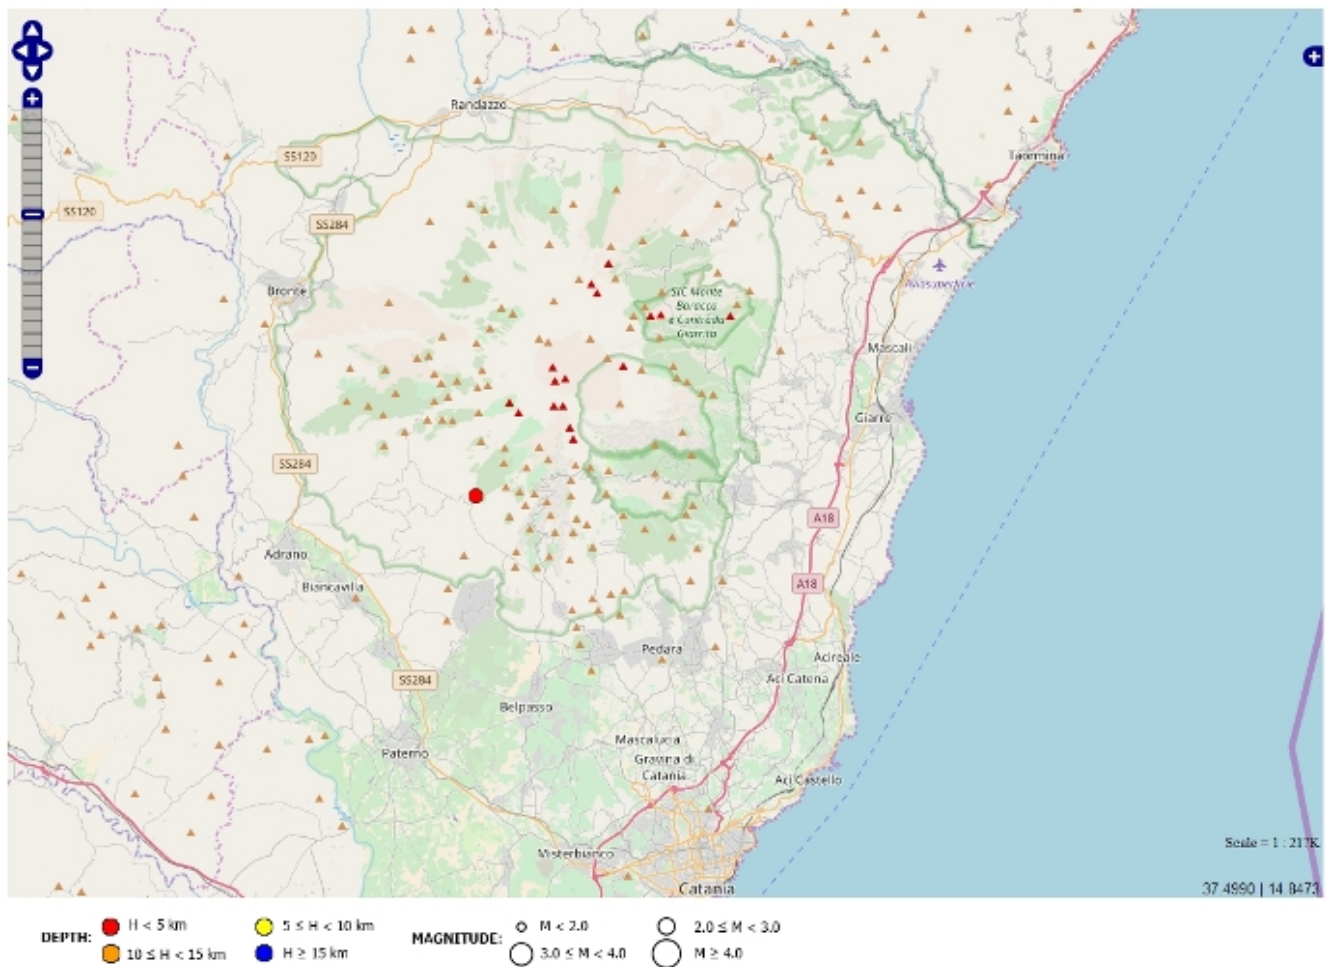 Randazzo
SS120
Taormina
SS120
SS284
Bronte
SIC Monte
Baracca
e Contrada
Giarrita
Mascali
Giarre
SS284
A18
Adrano
A18
Biancavilla
Pedara
Acireale
SS284
Aci Catena
Belpasso
Mascalucia
Paternò
Gravina di
Catania
Aci Castello
Scale = 1 : 217K
Misterbianco
Catania
37.4990 | 14.8473
DEPTH:
H < 5 km
5 ≤ H < 10 km
10 ≤ H < 15 km
H ≥ 15 km
MAGNITUDE:
M < 2.0
2.0 ≤ M < 3.0
3.0 ≤ M < 4.0
M ≥ 4.0